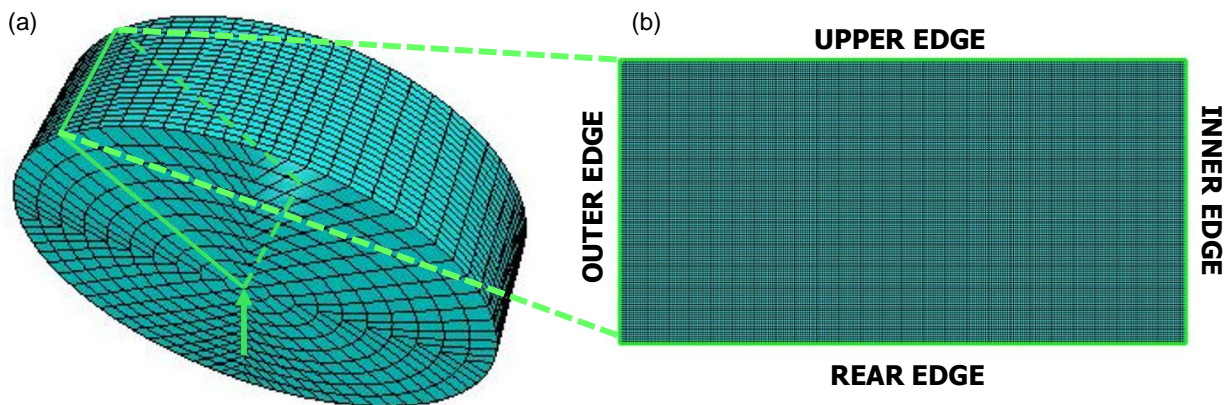 (a)
(b)
UPPER EDGE
OUTER EDGE
INNER EDGE
REAR EDGE